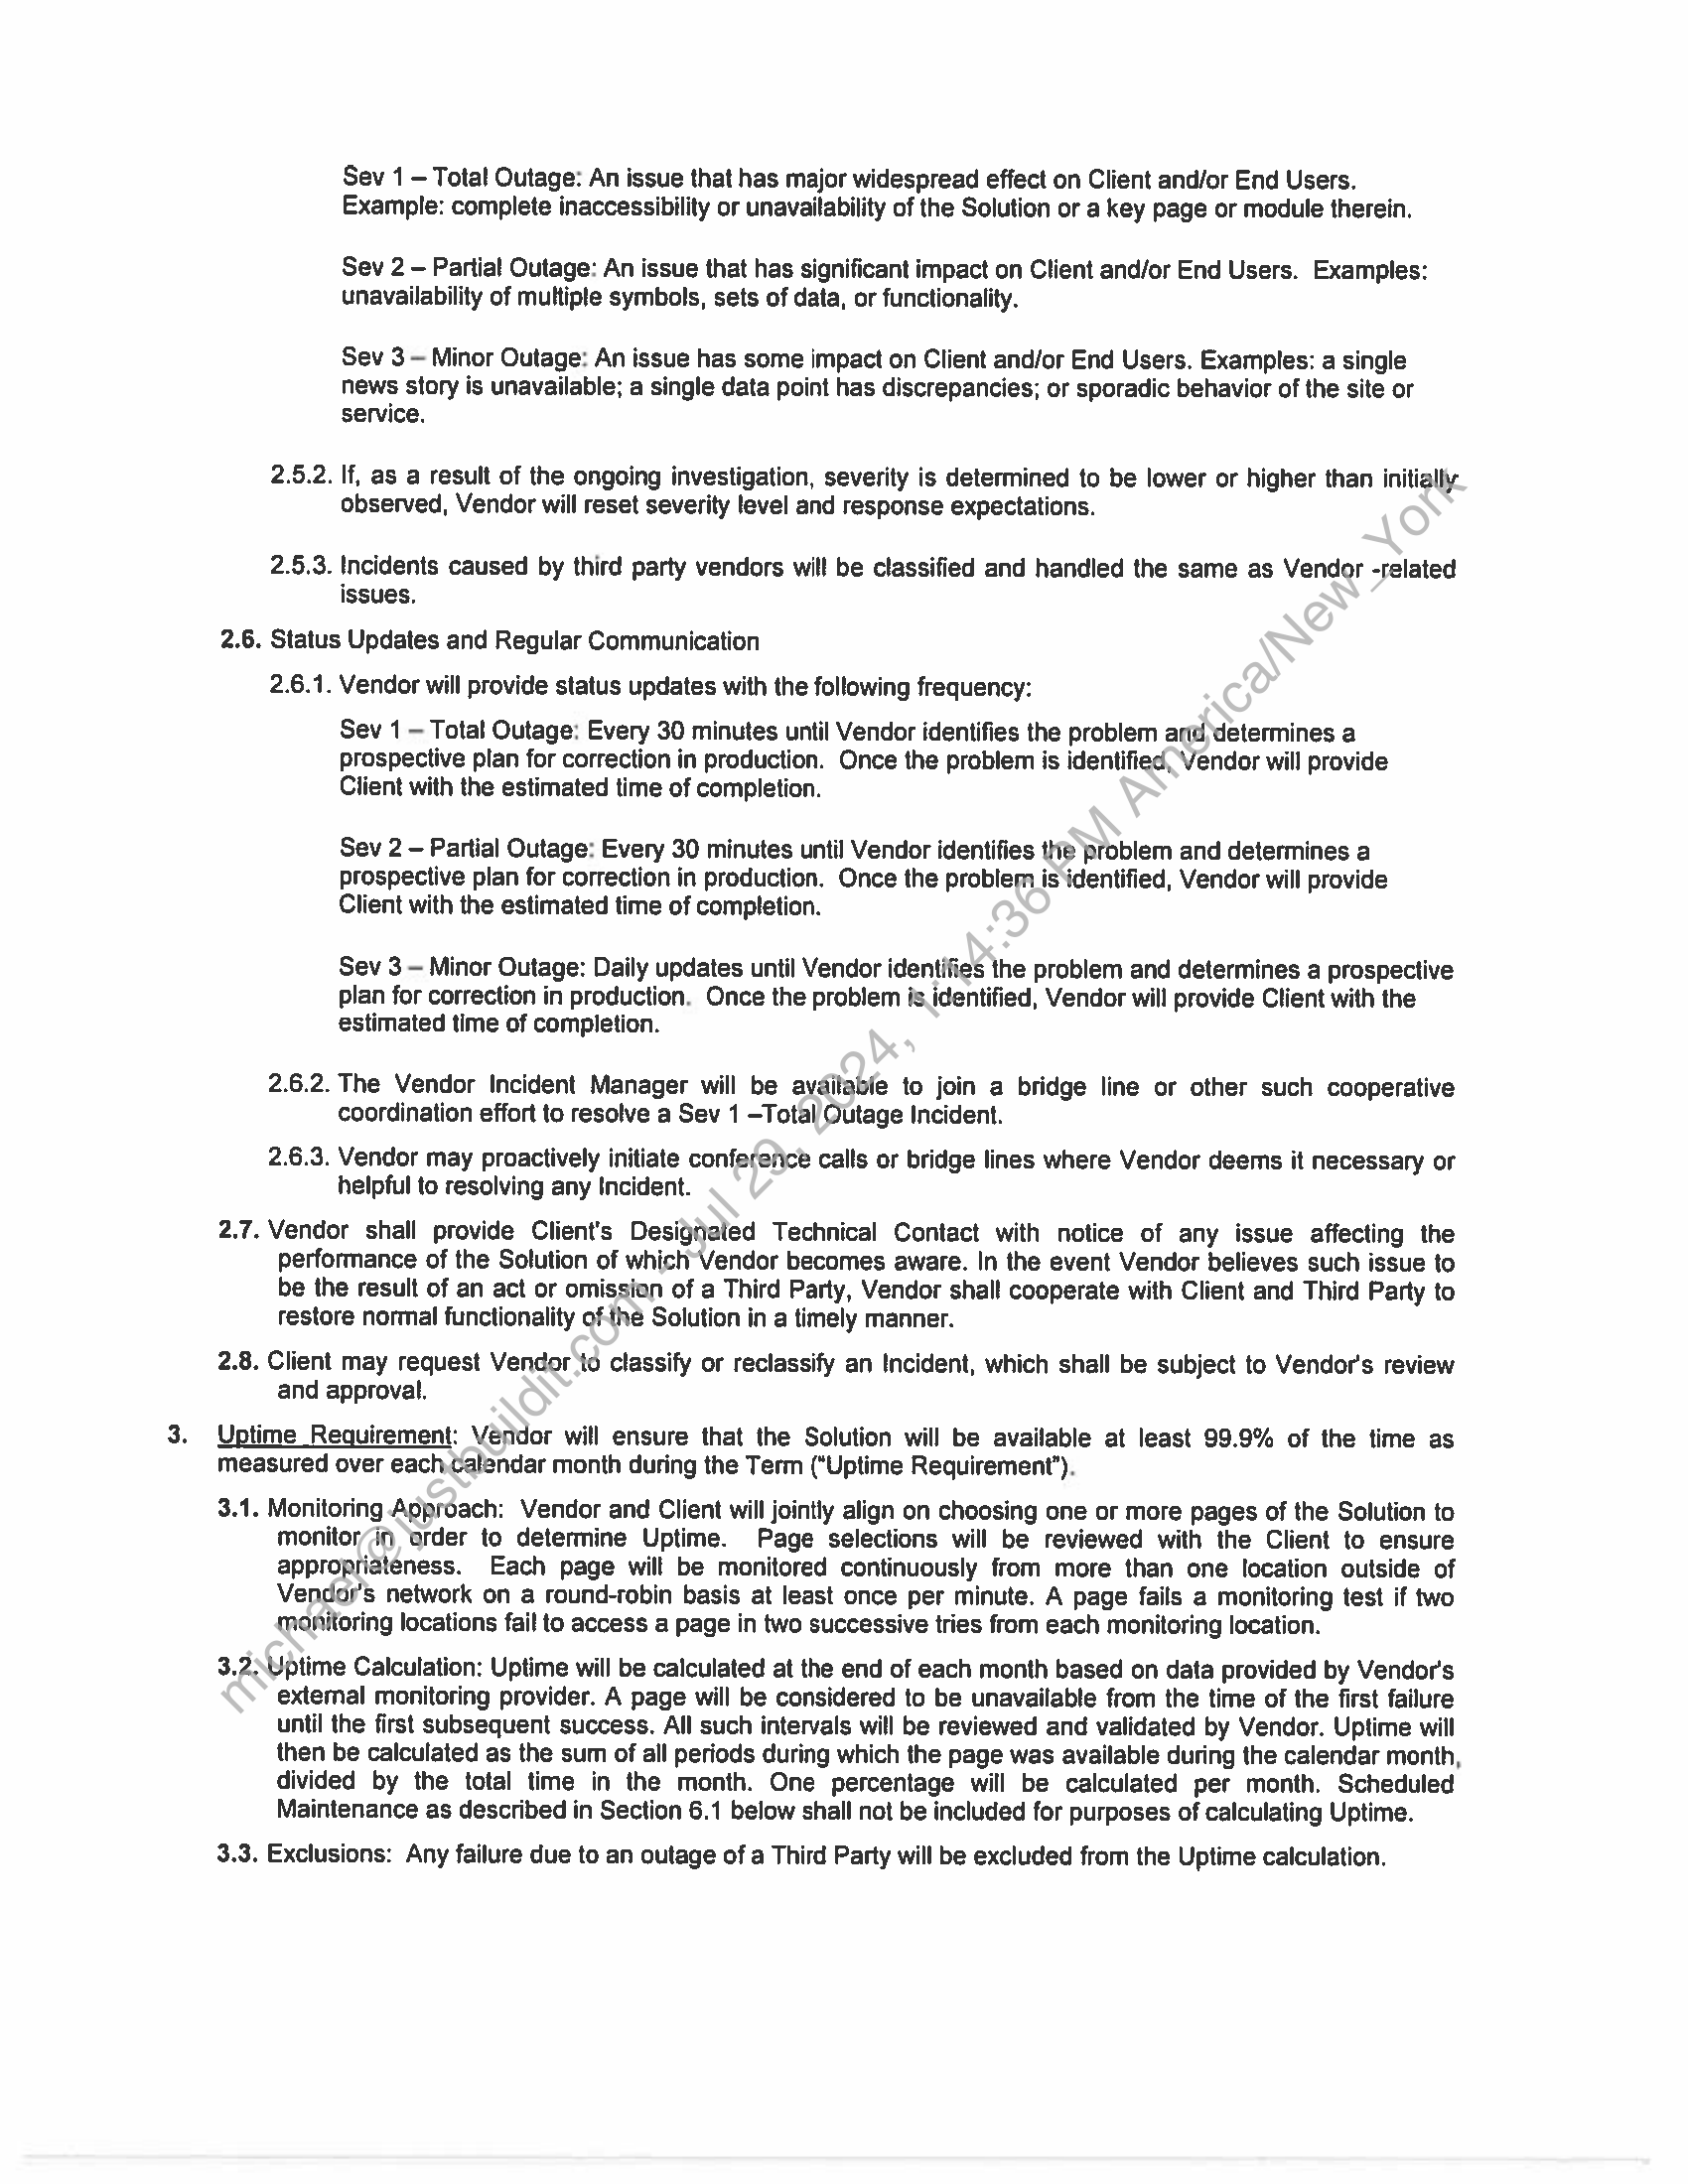 Sev 1 – Total Outage: An issue that has major widespread effect on Client and/or End Users.
Example: complete inaccessibility or unavailability of the Solution or a key page or module therein.
Sev 2 – Partial Outage: An issue that has significant impact on Client and/or End Users. Examples:
unavailability of multiple symbols, sets of data, or functionality.
Sev 3 – Minor Outage: An issue has some impact on Client and/or End Users. Examples: a single
news story is unavailable; a single data point has discrepancies; or sporadic behavior of the site or
service.
2.5.2. If, as a result of the ongoing investigation, severity is determined to be lower or higher than initially
observed, Vendor will reset severity level and response expectations.
2.5.3. Incidents caused by third party vendors will be classified and handled the same as Vendor -related
issues.
2.6. Status Updates and Regular Communication
2.6.1. Vendor will provide status updates with the following frequency:
Sev 1 – Total Outage: Every 30 minutes until Vendor identifies the problem and determines a
prospective plan for correction in production. Once the problem is identified, Vendor will provide
Client with the estimated time of completion.
Sev 2 – Partial Outage: Every 30 minutes until Vendor identifies the problem and determines a
prospective plan for correction in production. Once the problem is identified, Vendor will provide
Client with the estimated time of completion.
Sev 3 – Minor Outage: Daily updates until Vendor identifies the problem and determines a prospective
plan for correction in production. Once the problem is identified, Vendor will provide Client with the
estimated time of completion.
2.6.2. The Vendor Incident Manager will be available to join a bridge line or other such cooperative
coordination effort to resolve a Sev 1 –Total Outage Incident.
2.6.3. Vendor may proactively initiate conference calls or bridge lines where Vendor deems it necessary or
helpful to resolving any Incident.
2.7. Vendor shall provide Client's Designated Technical Contact with notice of any issue affecting the
performance of the Solution of which Vendor becomes aware. In the event Vendor believes such issue to
be the result of an act or omission of a Third Party, Vendor shall cooperate with Client and Third Party to
restore normal functionality of the Solution in a timely manner.
2.8. Client may request Vendor to classify or reclassify an Incident, which shall be subject to Vendor's review
and approval.
3. Uptime Requirement: Vendor will ensure that the Solution will be available at least 99.9% of the time as
measured over each calendar month during the Term ("Uptime Requirement").
3.1. Monitoring Approach: Vendor and Client will jointly align on choosing one or more pages of the Solution to
monitor in order to determine Uptime. Page selections will be reviewed with the Client to ensure
appropriateness. Each page will be monitored continuously from more than one location outside of
Vendor's network on a round-robin basis at least once per minute. A page fails a monitoring test if two
monitoring locations fail to access a page in two successive tries from each monitoring location.
3.2. Uptime Calculation: Uptime will be calculated at the end of each month based on data provided by Vendor's
external monitoring provider. A page will be considered to be unavailable from the time of the first failure
until the first subsequent success. All such intervals will be reviewed and validated by Vendor. Uptime will
then be calculated as the sum of all periods during which the page was available during the calendar month,
divided by the total time in the month. One percentage will be calculated per month. Scheduled
Maintenance as described in Section 6.1 below shall not be included for purposes of calculating Uptime.
3.3. Exclusions: Any failure due to an outage of a Third Party will be excluded from the Uptime calculation.
michael@justbuildit.com - Jul 29, 2024, 1:14:36 PM America/New_York